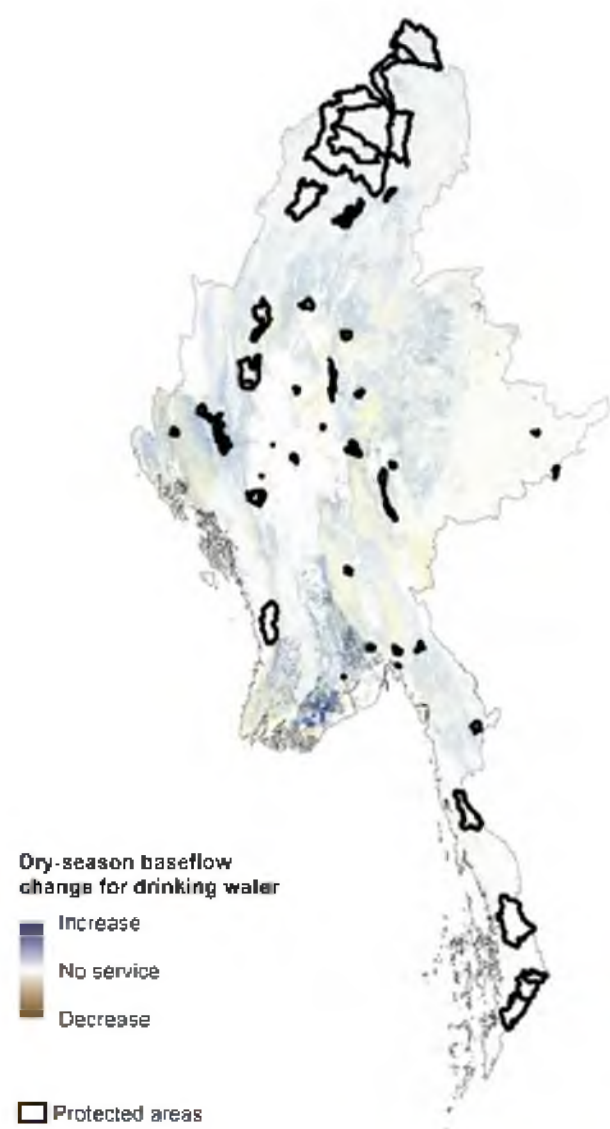 Dry-season baseflow
change for drinking water
Increase
No service
Decrease
Protected areas